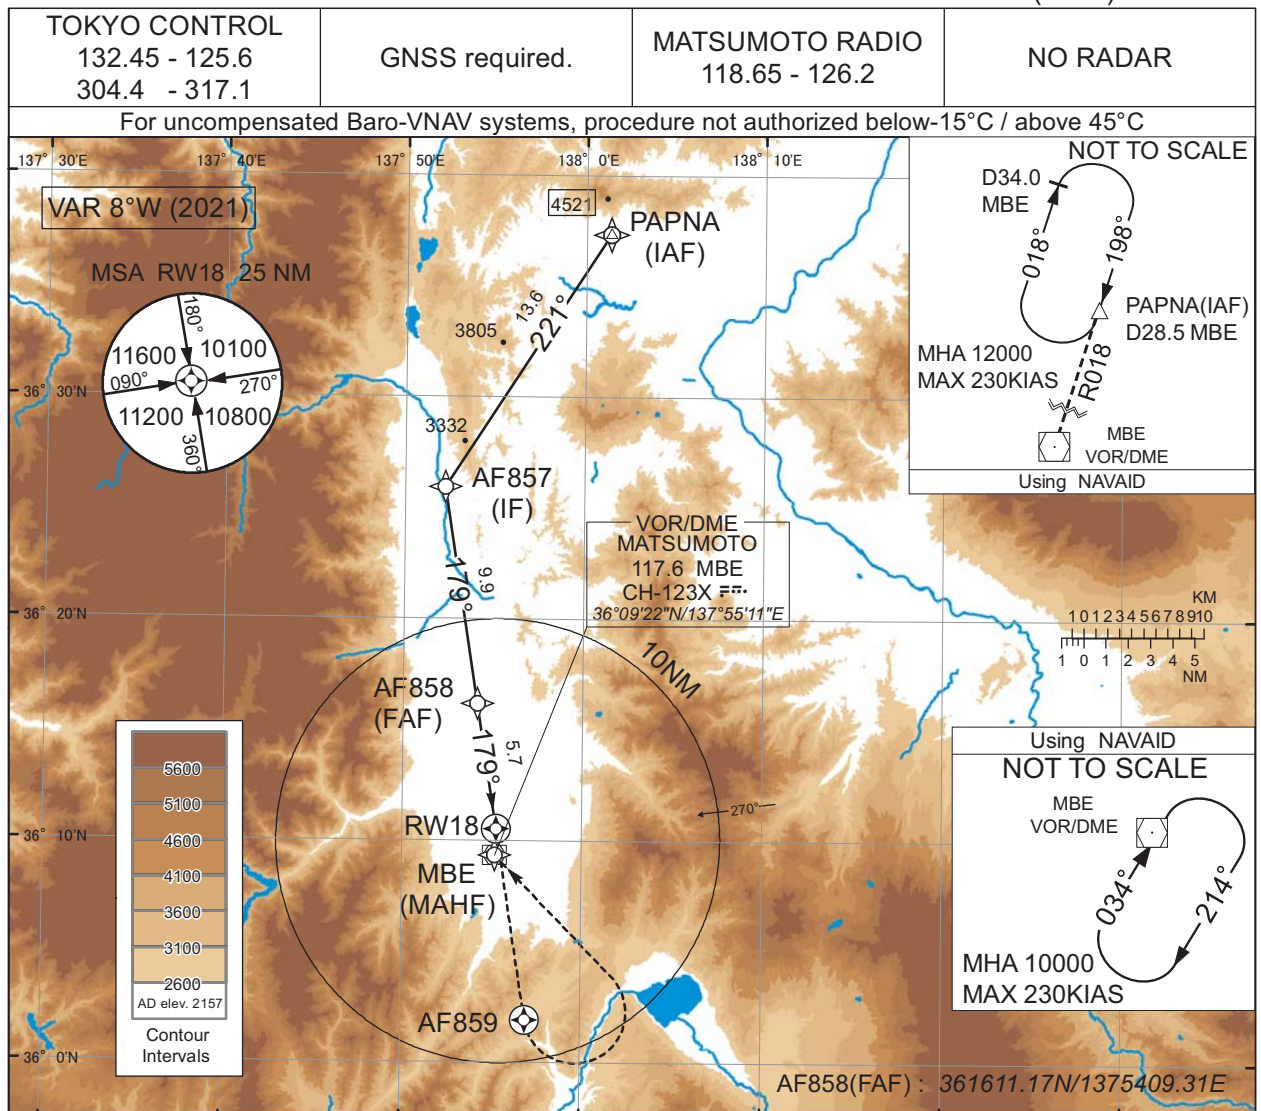 TOKYO CONTROL
132.45 - 125.6
304.4 - 317.1
GNSS required.
MATSUMOTO RADIO
118.65 - 126.2
NO RADAR
For uncompensated Baro-VNAV systems, procedure not authorized below-15°C / above 45°C
137° 30'E
137° 40'E
137° 50'E
138° 0'E
138° 10'E
VAR 8°W (2021)
MSA RW18 25 NM
180°
11600
10100
090°
270°
11200
10800
360°
4521
PAPNA
(IAF)
13.6
221°
3805
3332
36° 30'N
AF857
(IF)
179°
9.9
VOR/DME
MATSUMOTO
117.6 MBE
CH-123X
36°09'22"N/137°55'11"E
36° 20'N
10NM
AF858
(FAF)
179°
5.7
270°
RW18
36° 10'N
MBE
(MAHF)
AF859
36° 0'N
NOT TO SCALE
D34.0
MBE
018°
198°
PAPNA(IAF)
D28.5 MBE
MHA 12000
MAX 230KIAS
R018
MBE
VOR/DME
Using NAVAID
KM
1 0 1 2 3 4 5 6 7 8 9 10
1 0 1 2 3 4 5
NM
Using NAVAID
NOT TO SCALE
MBE
VOR/DME
034°
214°
MHA 10000
MAX 230KIAS
5600
5100
4600
4100
3600
3100
2600
AD elev. 2157
Contour
Intervals
AF858(FAF) : 361611.17N/1375409.31E